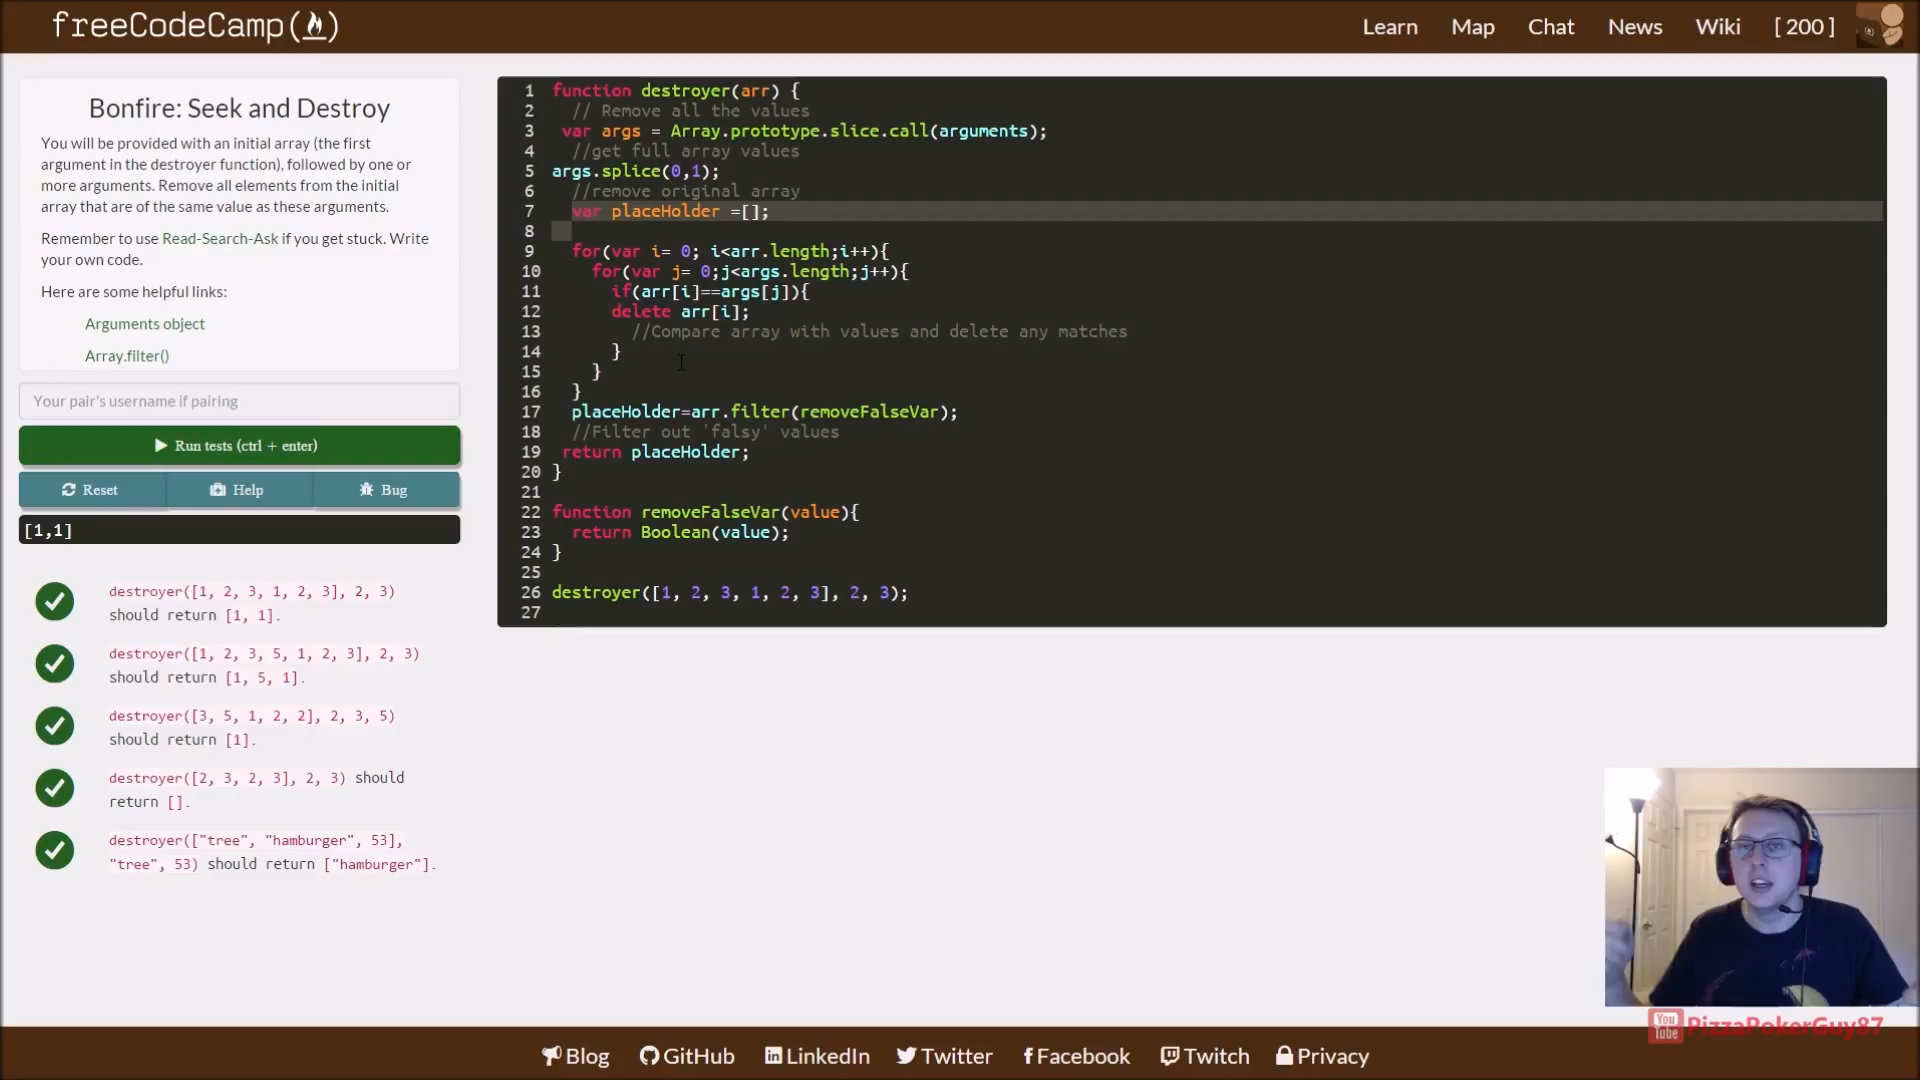 freeCodeCamp(🔥)
Learn Map Chat News Wiki [ 200 ]
Bonfire: Seek and Destroy
You will be provided with an initial array (the first
argument in the destroyer function), followed by one or
more arguments. Remove all elements from the initial
array that are of the same value as these arguments.
Remember to use Read-Search-Ask if you get stuck. Write
your own code.
Here are some helpful links:
Arguments object
Array.filter()
Your pair's username if pairing
Run tests (ctrl + enter)
Reset Help Bug
[1,1]
destroyer([1, 2, 3, 1, 2, 3], 2, 3)
should return [1, 1].
destroyer([1, 2, 3, 5, 1, 2, 3], 2, 3)
should return [1, 5, 1].
destroyer([3, 5, 1, 2, 2], 2, 3, 5)
should return [1].
destroyer([2, 3, 2, 3], 2, 3) should
return [].
destroyer(["tree", "hamburger", 53],
"tree", 53) should return ["hamburger"].
1 function destroyer(arr) {
2 // Remove all the values
3 var args = Array.prototype.slice.call(arguments);
4 //get full array values
5 args.splice(0,1);
6 //remove original array
7 var placeHolder =[];
8
9 for(var i= 0; i<arr.length;i++){
10 for(var j= 0;j<args.length;j++){
11 if(arr[i]==args[j]){
12 delete arr[i];
13 //Compare array with values and delete any matches
14 }
15 }
16 }
17 placeHolder=arr.filter(removeFalseVar);
18 //Filter out 'falsy' values
19 return placeHolder;
20 }
21
22 function removeFalseVar(value){
23 return Boolean(value);
24 }
25
26 destroyer([1, 2, 3, 1, 2, 3], 2, 3);
27
You Tube PizzaPokerGuy87
Blog GitHub LinkedIn Twitter Facebook Twitch Privacy